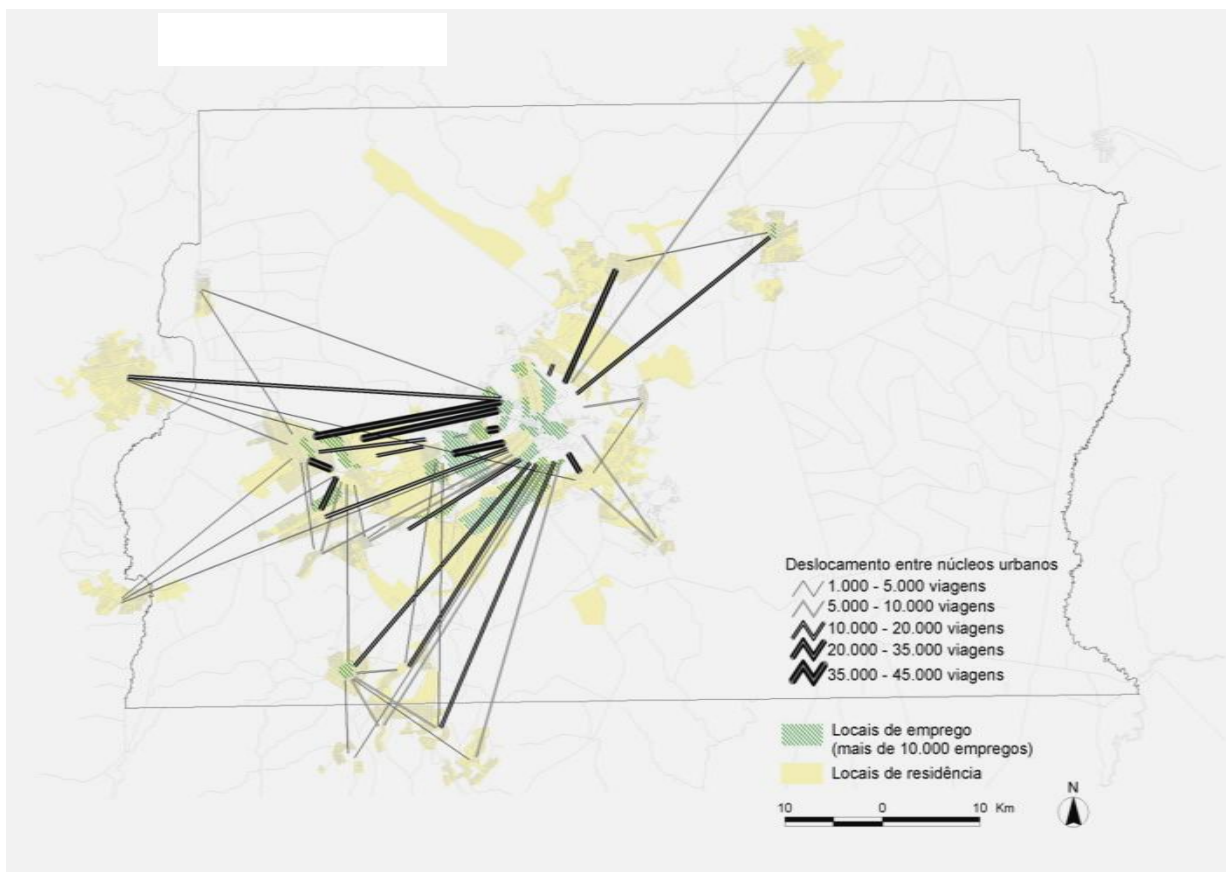 Deslocamento entre núcleos urbanos
1.000 - 5.000 viagens
5.000 - 10.000 viagens
10.000 - 20.000 viagens
20.000 - 35.000 viagens
35.000 - 45.000 viagens
Locais de emprego
(mais de 10.000 empregos)
Locais de residência
10 0 10 Km
N